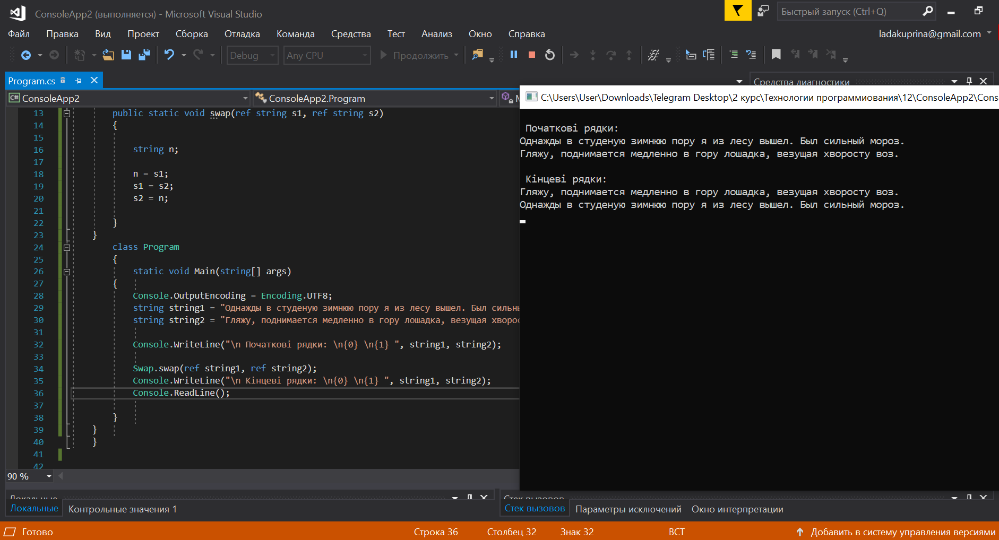 ConsoleApp2 (выполняется) - Microsoft Visual Studio
Быстрый запуск (Ctrl+Q)
Файл Правка Вид Проект Сборка Отладка Команда Средства Тест Анализ Окно Справка
ladakuprina@gmail.com
Debug Any CPU Продолжить
Program.cs
Средства диагностики
ConsoleApp2 ConsoleApp2.Program
13 public static void swap(ref string s1, ref string s2)
14 {
15
16 string n;
17
18 n = s1;
19 s1 = s2;
20 s2 = n;
21
22 }
23 }
24 class Program
25 {
26 static void Main(string[] args)
27 {
28 Console.OutputEncoding = Encoding.UTF8;
29 string string1 = "Однажды в студеную зимнюю пору я из лесу вышел. Был сильн
30 string string2 = "Гляжу, поднимается медленно в гору лошадка, везущая хворо
31
32 Console.WriteLine("\n Початкові рядки: \n{0} \n{1} ", string1, string2);
33
34 Swap.swap(ref string1, ref string2);
35 Console.WriteLine("\n Кінцеві рядки: \n{0} \n{1} ", string1, string2);
36 Console.ReadLine();
37
38 }
39 }
40 }
41
42
C:\Users\User\Downloads\Telegram Desktop\2 курс\Технологии программиования\12\ConsoleApp2\Cons
Початкові рядки:
Однажды в студеную зимнюю пору я из лесу вышел. Был сильный мороз.
Гляжу, поднимается медленно в гору лошадка, везущая хворосту воз.
Кінцеві рядки:
Гляжу, поднимается медленно в гору лошадка, везущая хворосту воз.
Однажды в студеную зимнюю пору я из лесу вышел. Был сильный мороз.
90 %
Локальные
Стек вызовов
Локальные Контрольные значения 1
Стек вызовов Параметры исключений Окно интерпретации
Готово Строка 36 Столбец 32 Знак 32 ВСТ Добавить в систему управления версиями